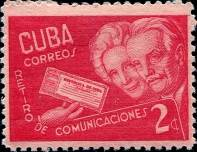 CUBA
CORREOS
RETIRO DE COMUNICACIONES
2¢